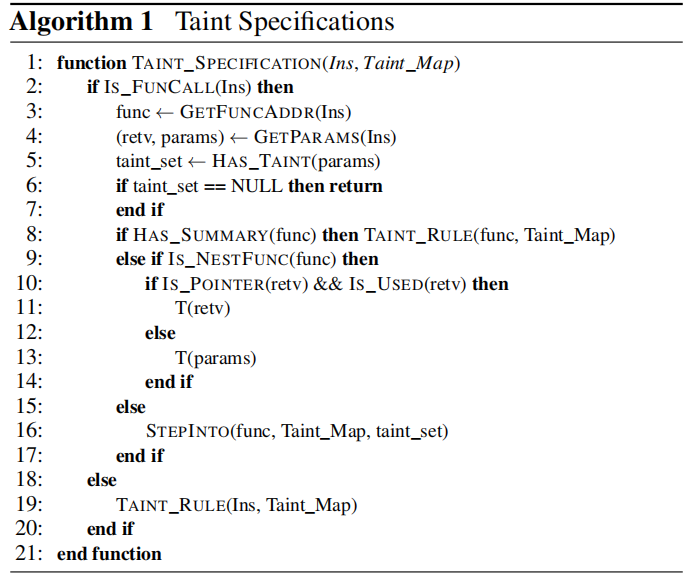 Algorithm 1 Taint Specifications
1: function TAINT_SPECIFICATION(Ins, Taint_Map)
2: if IS_FUNCALL(Ins) then
3: func ← GETFUNCADDR(Ins)
4: (retv, params) ← GETPARAMS(Ins)
5: taint_set ← HAS_TAINT(params)
6: if taint_set == NULL then return
7: end if
8: if HAS_SUMMARY(func) then TAINT_RULE(func, Taint_Map)
9: else if IS_NESTFUNC(func) then
10: if IS_POINTER(retv) && IS_USED(retv) then
11: T(retv)
12: else
13: T(params)
14: end if
15: else
16: STEPINTO(func, Taint_Map, taint_set)
17: end if
18: else
19: TAINT_RULE(Ins, Taint_Map)
20: end if
21: end function